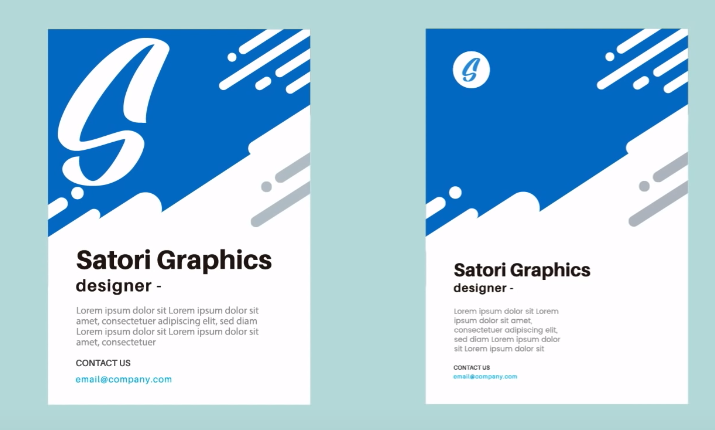 S
Satori Graphics
designer -
Lorem ipsum dolor sit Lorem ipsum dolor sit
amet, consectetuer adipiscing elit, sed diam
Lorem ipsum dolor sit Lorem ipsum dolor sit
amet, consectetuer
CONTACT US
email@company.com
S
Satori Graphics
designer -
Lorem ipsum dolor sit Lorem
ipsum dolor sit amet,
consectetuer adipiscing elit,
sed diam Lorem ipsum dolor
sit Lorem ipsum dolor sit
CONTACT US
email@company.com